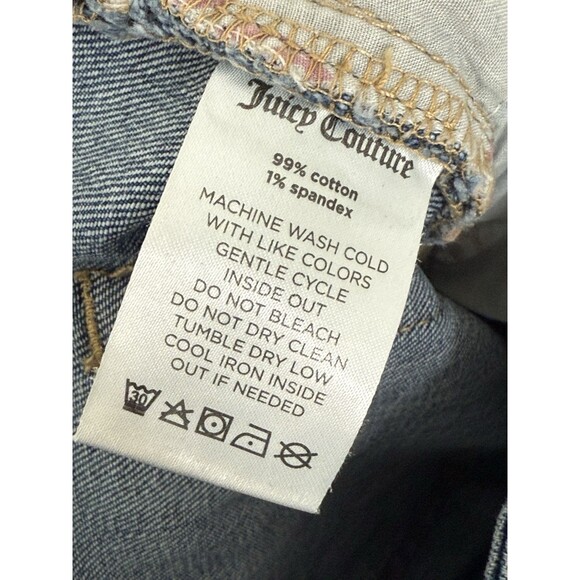 Juicy Couture
99% cotton
1% spandex
MACHINE WASH COLD
WITH LIKE COLORS
GENTLE CYCLE
INSIDE OUT
DO NOT BLEACH
DO NOT DRY CLEAN
TUMBLE DRY LOW
COOL IRON INSIDE
OUT IF NEEDED
30